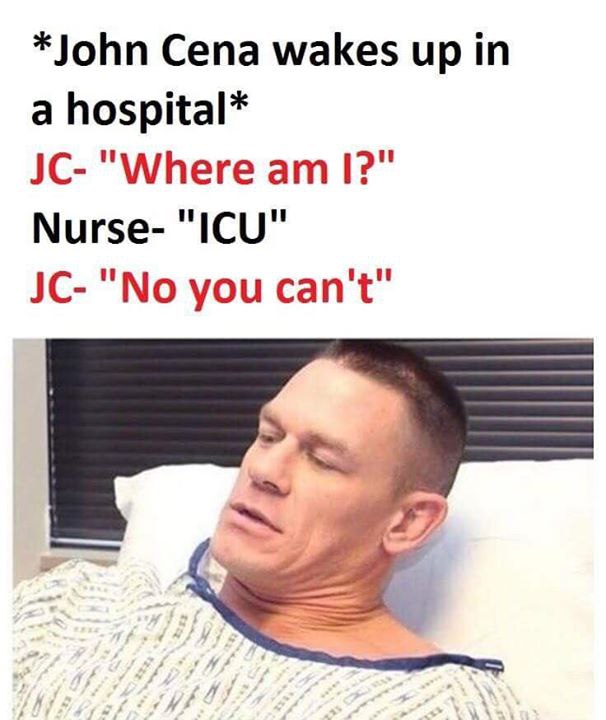 *John Cena wakes up in
a hospital*
JC- "Where am I?"
Nurse- "ICU"
JC- "No you can't"